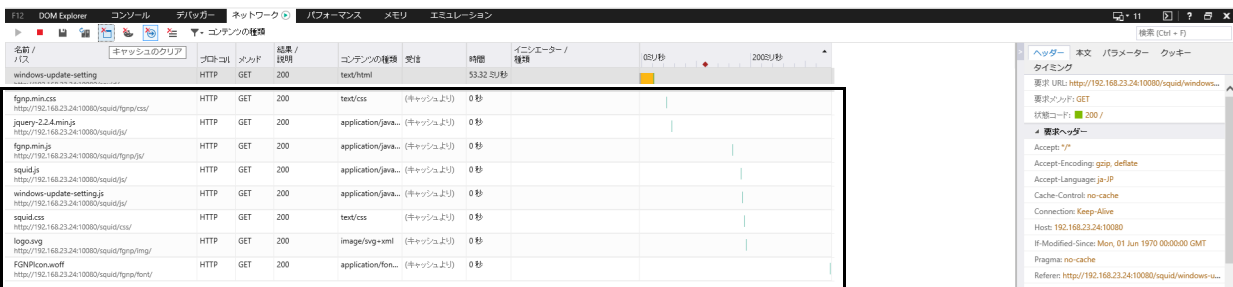 F12 DOM Explorer コンソール デバッガー ネットワーク パフォーマンス メモリ エミュレーション 11 ?
コンテンツの種類 検索 (Ctrl + F)
キャッシュのクリア
名前 / パス プロトコル メソッド 結果 / 説明 コンテンツの種類 受信 時間 イニシエーター / 種類 0ミリ秒 200ミリ秒
windows-update-setting HTTP GET 200 text/html 53.32 ミリ秒
fgnp.min.css HTTP GET 200 text/css (キャッシュより) 0 秒
http://192.168.23.24:10080/squid/fgnp/css/
jquery-2.2.4.min.js HTTP GET 200 application/java... (キャッシュより) 0 秒
http://192.168.23.24:10080/squid/js/
fgnp.min.js HTTP GET 200 application/java... (キャッシュより) 0 秒
http://192.168.23.24:10080/squid/fgnp/js/
squid.js HTTP GET 200 application/java... (キャッシュより) 0 秒
http://192.168.23.24:10080/squid/js/
windows-update-setting.js HTTP GET 200 application/java... (キャッシュより) 0 秒
http://192.168.23.24:10080/squid/js/
squid.css HTTP GET 200 text/css (キャッシュより) 0 秒
http://192.168.23.24:10080/squid/css/
logo.svg HTTP GET 200 image/svg+xml (キャッシュより) 0 秒
http://192.168.23.24:10080/squid/fgnp/img/
FGNPIcon.woff HTTP GET 200 application/fon... (キャッシュより) 0 秒
http://192.168.23.24:10080/squid/fgnp/font/
ヘッダー 本文 パラメーター クッキー
タイミング
要求 URL: http://192.168.23.24:10080/squid/windows...
要求メソッド: GET
状態コード: 200 /
要求ヘッダー
Accept: */*
Accept-Encoding: gzip, deflate
Accept-Language: ja-JP
Cache-Control: no-cache
Connection: Keep-Alive
Host: 192.168.23.24:10080
If-Modified-Since: Mon, 01 Jun 1970 00:00:00 GMT
Pragma: no-cache
Referer: http://192.168.23.24:10080/squid/windows-u...